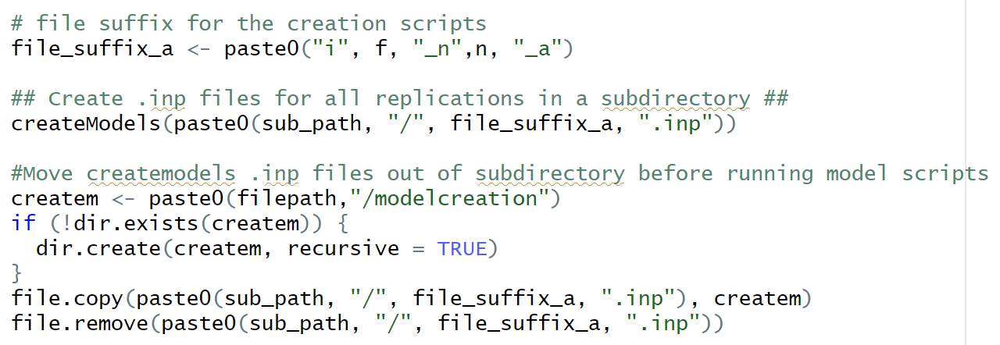 # file suffix for the creation scripts
file_suffix_a <- paste0("i", f, "_n",n, "_a")
## Create .inp files for all replications in a subdirectory ##
createModels(paste0(sub_path, "/", file_suffix_a, ".inp"))
#Move createmodels .inp files out of subdirectory before running model scripts
createm <- paste0(filepath,"/modelcreation")
if (!dir.exists(createm)) {
  dir.create(createm, recursive = TRUE)
}
file.copy(paste0(sub_path, "/", file_suffix_a, ".inp"), createm)
file.remove(paste0(sub_path, "/", file_suffix_a, ".inp"))